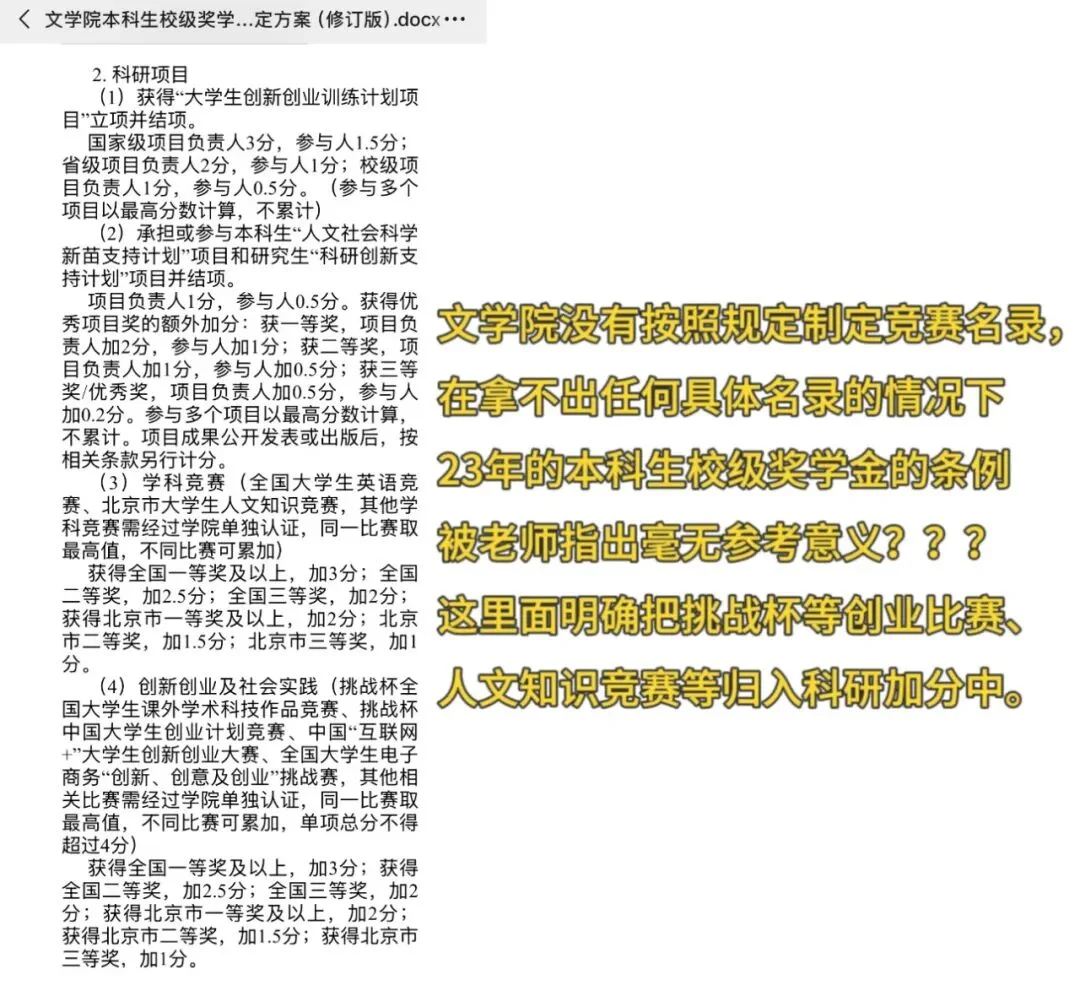 文学院本科生校级奖学...定方案（修订版）.docx
2. 科研项目
（1）获得“大学生创新创业训练计划项
目”立项并结项。
国家级项目负责人3分，参与人1.5分；
省级项目负责人2分，参与人1分；校级项
目负责人1分，参与人0.5分。（参与多个
项目以最高分数计算，不累计）
（2）承担或参与本科生“人文社会科学
新苗支持计划”项目和研究生“科研创新支
持计划”项目并结项。
项目负责人1分，参与人0.5分。获得优
秀项目奖的额外加分：获一等奖，项目负
责人加2分，参与人加1分；获二等奖，项
目负责人加1分，参与人加0.5分；获三等
奖/优秀奖，项目负责人加0.5分，参与人
加0.2分。参与多个项目以最高分数计算，
不累计。项目成果公开发表或出版后，按
相关条款另行计分。
（3）学科竞赛（全国大学生英语竞
赛、北京市大学生人文知识竞赛，其他学
科竞赛需经过学院单独认证，同一比赛取
最高值，不同比赛可累加）
获得全国一等奖及以上，加3分；全国
二等奖，加2.5分；全国三等奖，加2分；
获得北京市一等奖及以上，加2分；北京
市二等奖，加1.5分；北京市三等奖，加1
分。
（4）创新创业及社会实践（挑战杯全
国大学生课外学术科技作品竞赛、挑战杯
中国大学生创业计划竞赛、中国“互联网
+”大学生创新创业大赛、全国大学生电子
商务“创新、创意及创业”挑战赛，其他相
关比赛需经过学院单独认证，同一比赛取
最高值，不同比赛可累加，单项总分不得
超过4分）
获得全国一等奖及以上，加3分；获得
全国二等奖，加2.5分；全国三等奖，加2
分；获得北京市一等奖及以上，加2分；
获得北京市二等奖，加1.5分；获得北京市
三等奖，加1分。
文学院没有按照规定制定竞赛名录，
在拿不出任何具体名录的情况下
23年的本科生校级奖学金的条例
被老师指出毫无参考意义？？？
这里面明确把挑战杯等创业比赛、
人文知识竞赛等归入科研加分中。